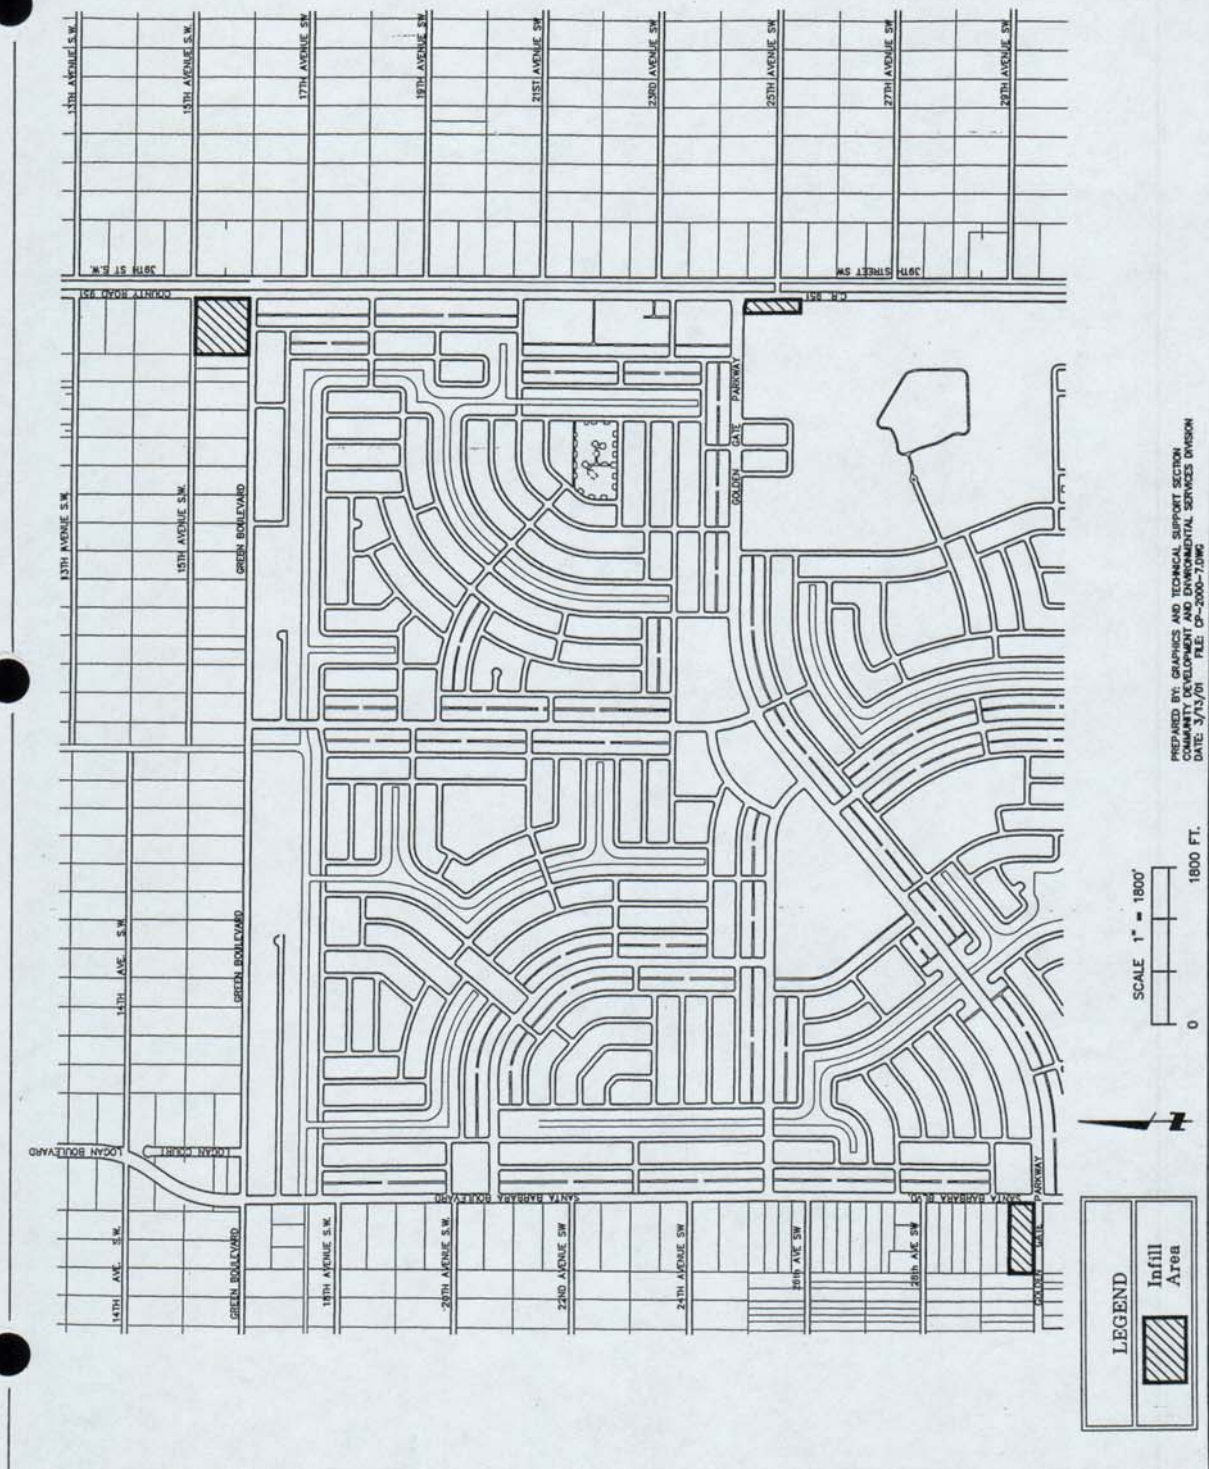 13TH AVENUE S.W.
15TH AVENUE S.W.
17TH AVENUE SW
19TH AVENUE SW
21ST AVENUE SW
23RD AVENUE SW
25TH AVENUE SW
27TH AVENUE SW
29TH AVENUE SW
39TH ST S.W.
39TH STREET SW
COUNTY ROAD 951
C.R. 951
13TH AVENUE S.W.
15TH AVENUE S.W.
GREEN BOULEVARD
GOLDEN GATE PARKWAY
14TH AVE S.W.
GREEN BOULEVARD
LOGAN BOULEVARD
LOGAN COURT
SANTA BARBARA BOULEVARD
SANTA BARBARA BLVD.
14TH AVE. S.W.
GREEN BOULEVARD
18TH AVENUE S.W.
20TH AVENUE S.W.
22ND AVENUE SW
24TH AVENUE SW
26th AVE SW
28th AVE SW
GOLDEN GATE PARKWAY
PREPARED BY: GRAPHICS AND TECHNICAL SUPPORT SECTION
COMMUNITY DEVELOPMENT AND ENVIRONMENTAL SERVICES DIVISION
DATE: 3/13/01 FILE: CP-2000-7.DWG
SCALE 1" = 1800'
0 1800 FT.
N
LEGEND
Infill
Area